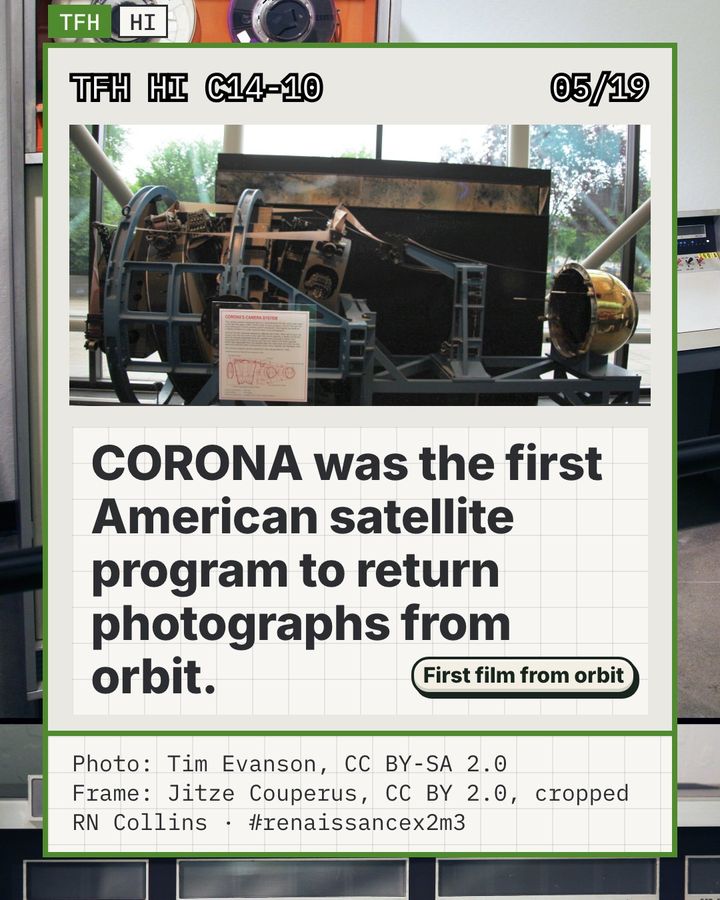 TFH HI
TFH HI C14-10
05/19
CORONA'S CAMERA SYSTEM
CORONA was the first
American satellite
program to return
photographs from
orbit.
First film from orbit
Photo: Tim Evanson, CC BY-SA 2.0
Frame: Jitze Couperus, CC BY 2.0, cropped
RN Collins · #renaissancex2m3